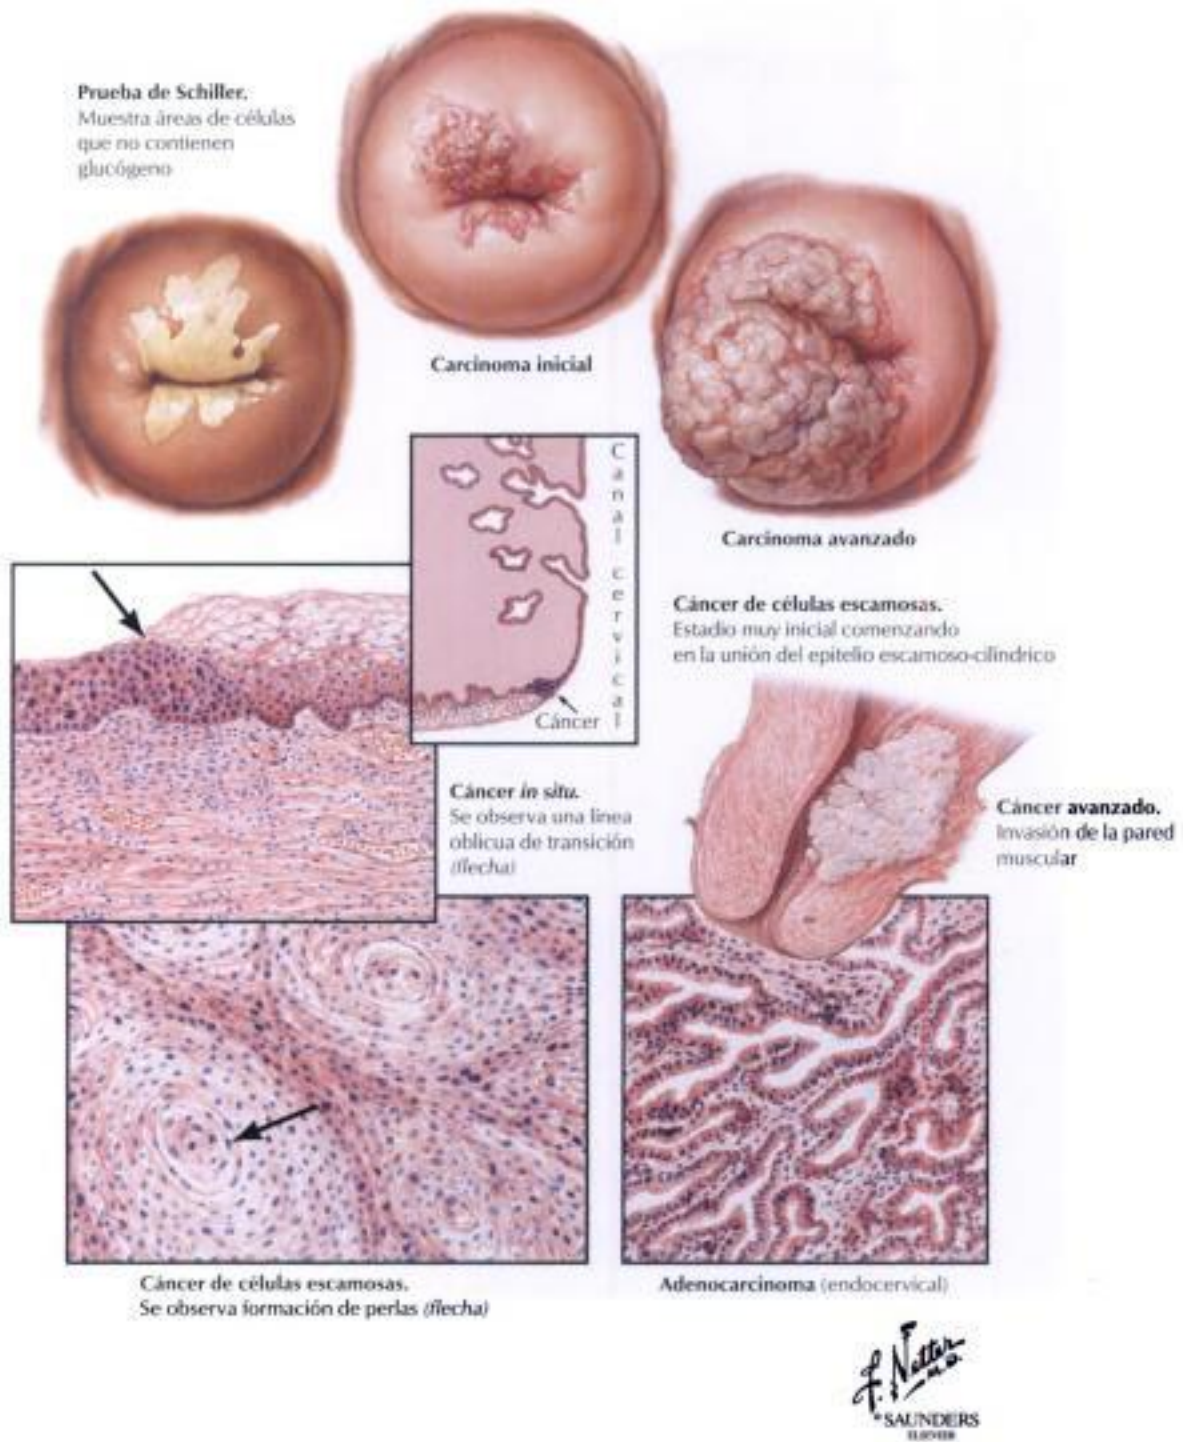 Prueba de Schiller.
Muestra áreas de células
que no contienen
glucógeno
Carcinoma inicial
Carcinoma avanzado
Canal cervical
Cáncer
Cáncer de células escamosas.
Estadio muy inicial comenzando
en la unión del epitelio escamoso-cilíndrico
Cáncer in situ.
Se observa una línea
oblicua de transición
(flecha)
Cáncer avanzado.
Invasión de la pared
muscular
Cáncer de células escamosas.
Se observa formación de perlas (flecha)
Adenocarcinoma (endocervical)
F. Netter
M.D.
SAUNDERS
ELSEVIER